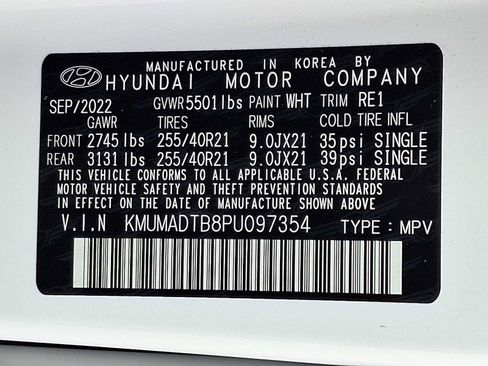 MANUFACTURED IN KOREA BY
HYUNDAI MOTOR COMPANY
SEP/2022 GVWR 5501 lbs PAINT WHT TRIM RE1
GAWR TIRES RIMS COLD TIRE INFL
FRONT 2745 lbs 255/40R21 9.0JX21 35psi SINGLE
REAR 3131 lbs 255/40R21 9.0JX21 39psi SINGLE
THIS VEHICLE CONFORMS TO ALL APPLICABLE U.S.A. FEDERAL
MOTOR VEHICLE SAFETY AND THEFT PREVENTION STANDARDS
IN EFFECT ON THE DATE OF MANUFACTURE SHOWN ABOVE.
V.I.N KMUMADTB8PU097354 TYPE: MPV